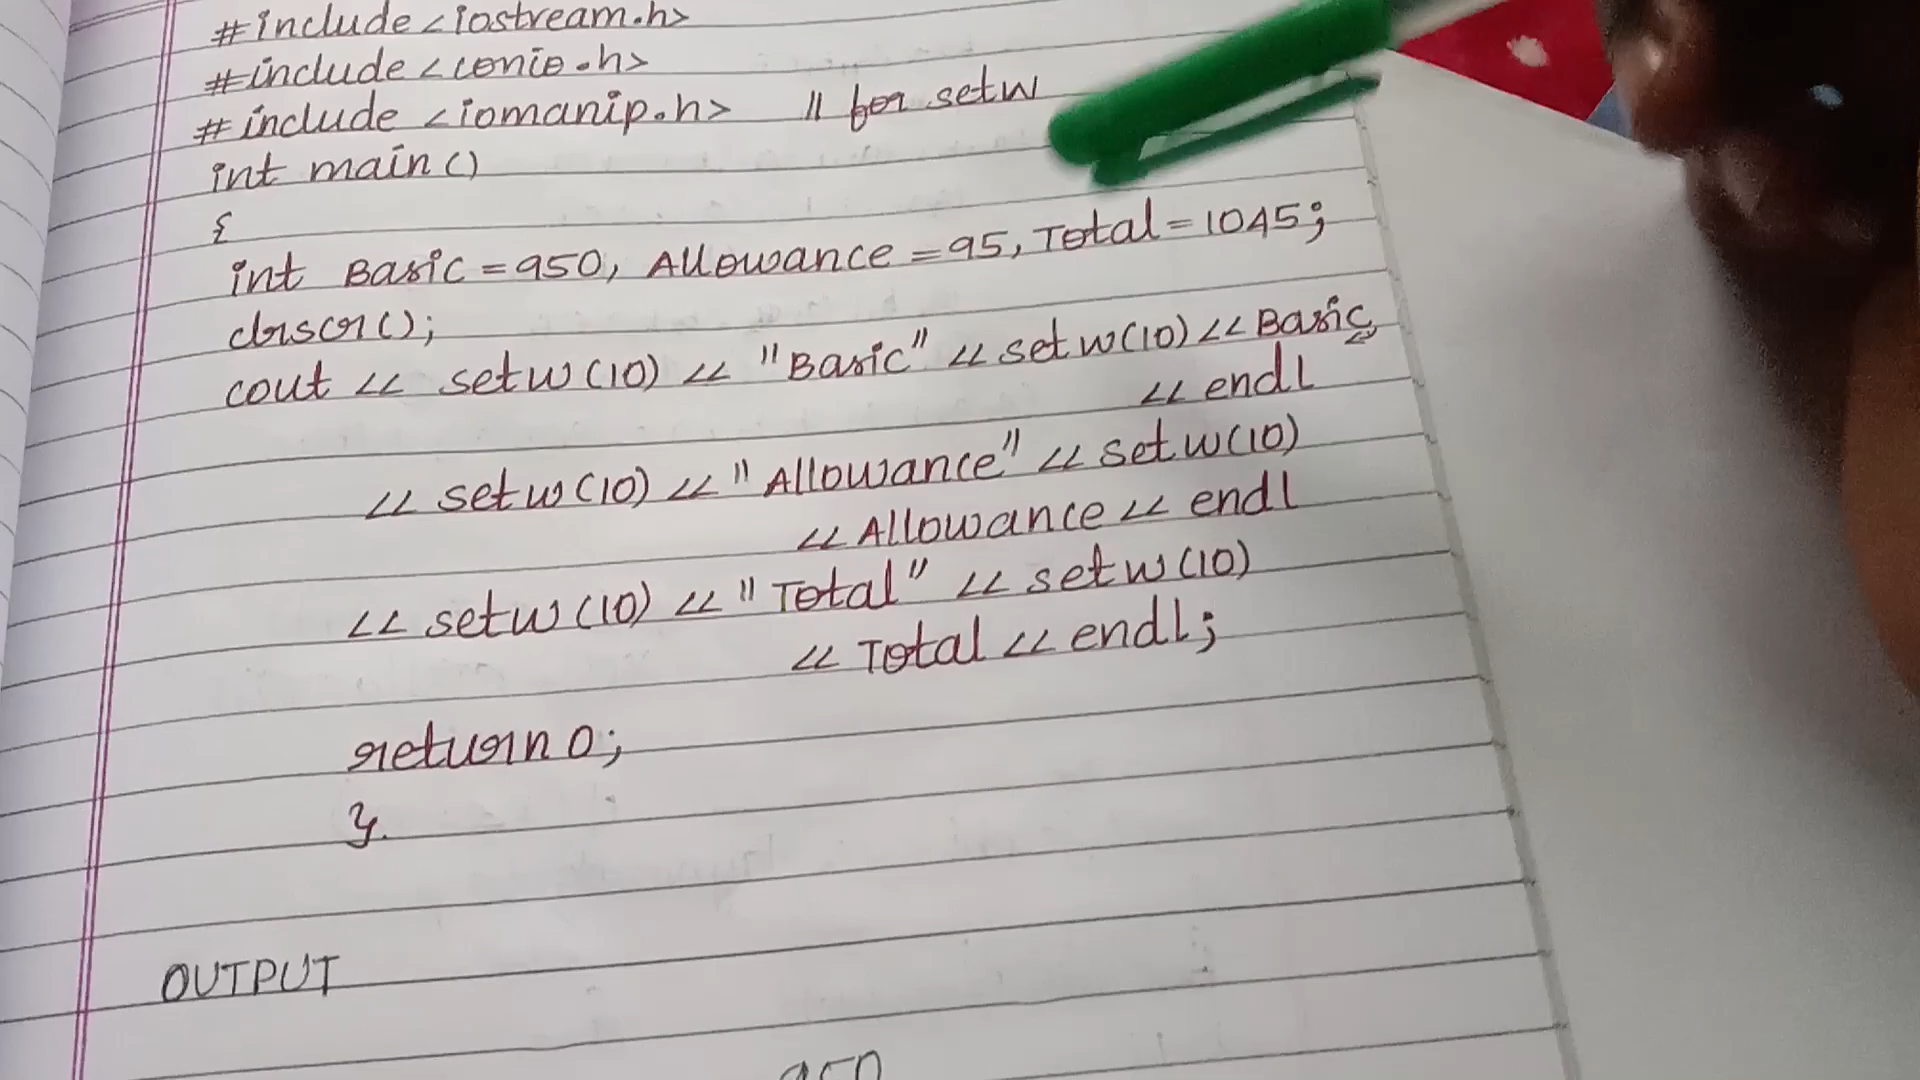 #include <iostream.h>
#include <conio.h>
#include <iomanip.h> // for setw
int main()
{
int Basic = 950, Allowance = 95, Total = 1045;
clrscr();
cout << setw(10) << "Basic" << setw(10) << Basic
<< endl
<< setw(10) << "Allowance" << setw(10)
<< Allowance << endl
<< setw(10) << "Total" << setw(10)
<< Total << endl;
return 0;
}.
OUTPUT
950